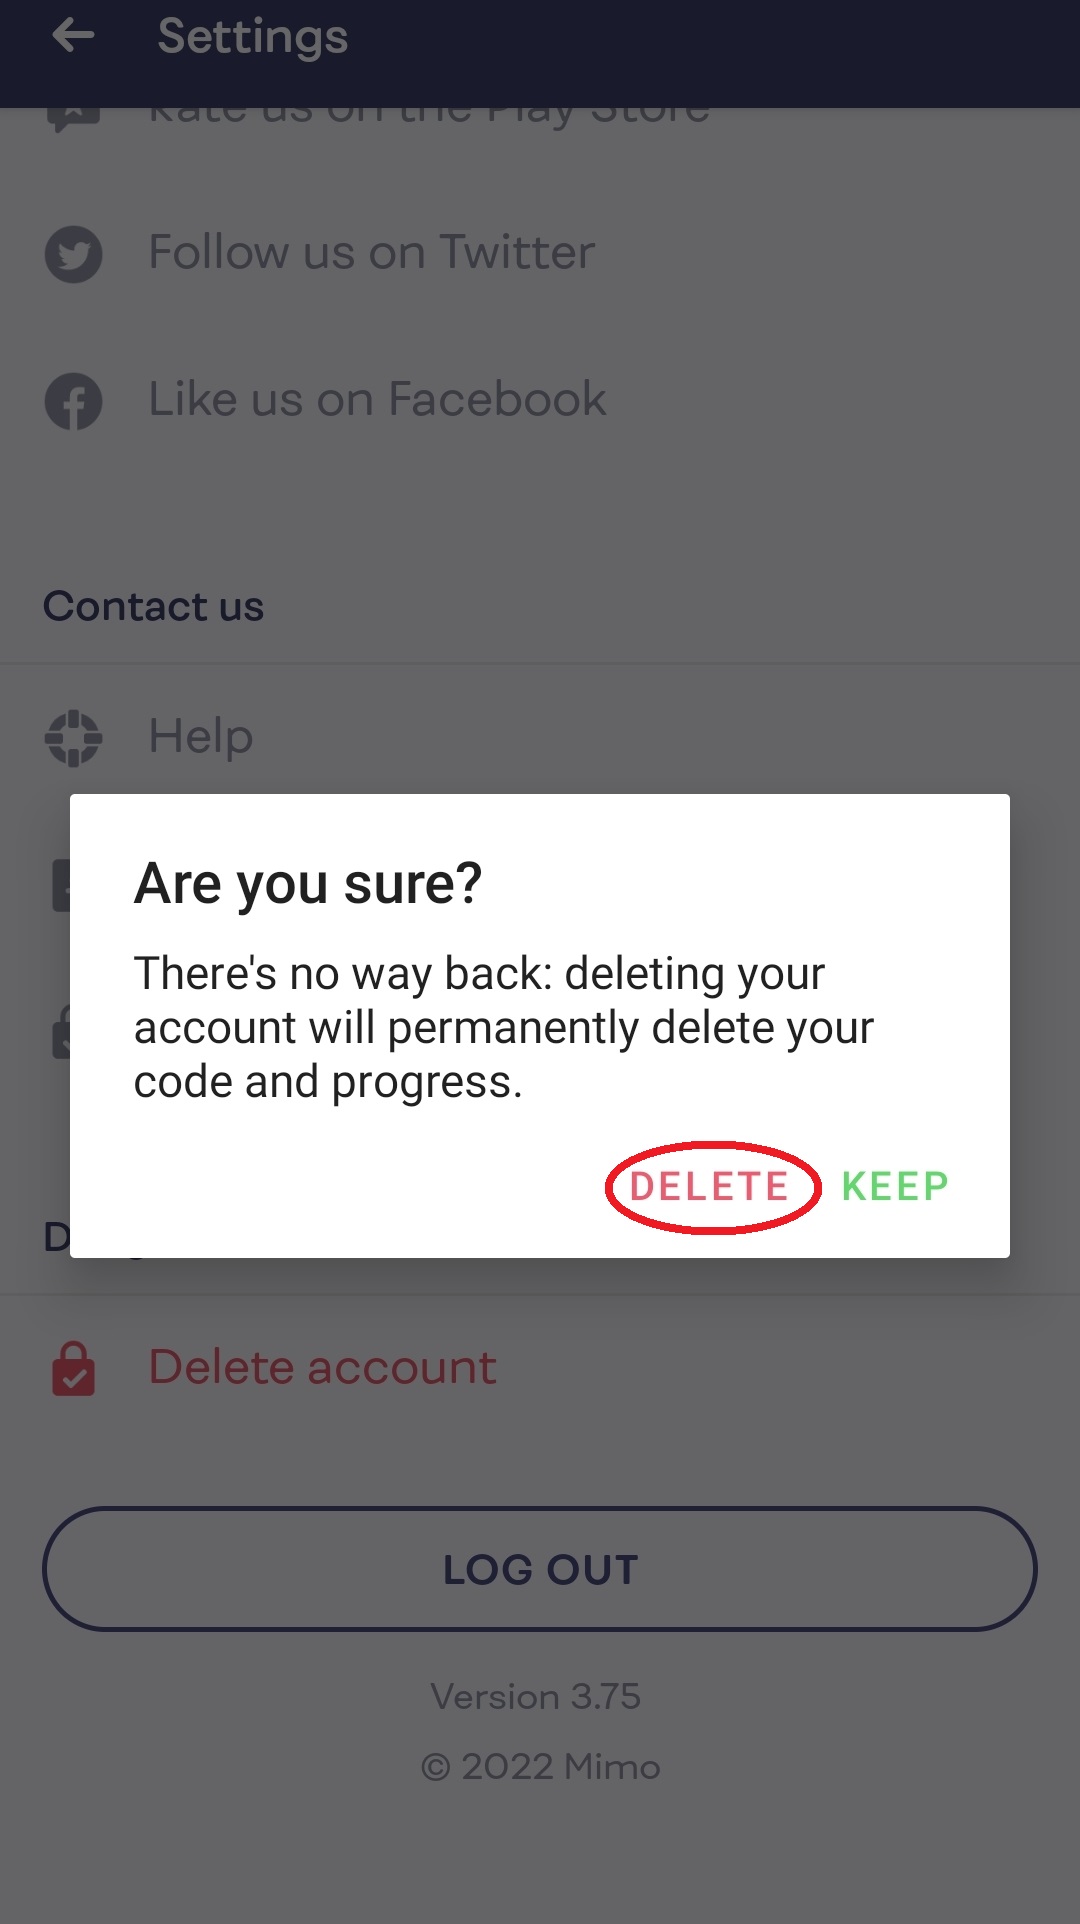 Settings
Rate us on the Play Store
Follow us on Twitter
Like us on Facebook
Contact us
Help
Are you sure?
There's no way back: deleting your
account will permanently delete your
code and progress.
DELETE KEEP
Delete account
LOG OUT
Version 3.75
© 2022 Mimo